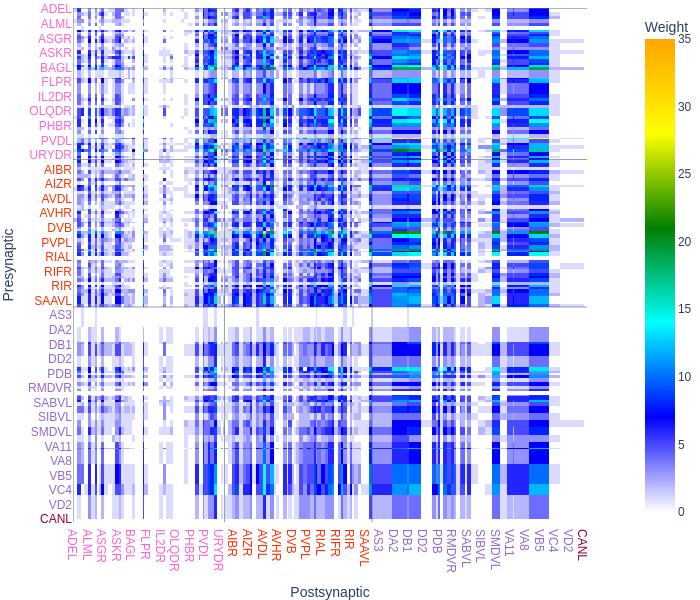 Weight
35
30
25
20
15
10
5
0
Presynaptic
ADEL
ALML
ASGR
ASKR
BAGL
FLPR
IL2DR
OLQDR
PHBR
PVDL
URYDR
AIBR
AIZR
AVDL
AVHR
DVB
PVPL
RIAL
RIFR
RIR
SAAVL
AS3
DA2
DB1
DD2
PDB
RMDVR
SABVL
SIBVL
SMDVL
VA11
VA8
VB5
VC4
VD2
CANL
ADEL
ALML
ASGR
ASKR
BAGL
FLPR
IL2DR
OLQDR
PHBR
PVDL
URYDR
AIBR
AIZR
AVDL
AVHR
DVB
PVPL
RIAL
RIFR
RIR
SAAVL
AS3
DA2
DB1
DD2
PDB
RMDVR
SABVL
SIBVL
SMDVL
VA11
VA8
VB5
VC4
VD2
CANL
Postsynaptic